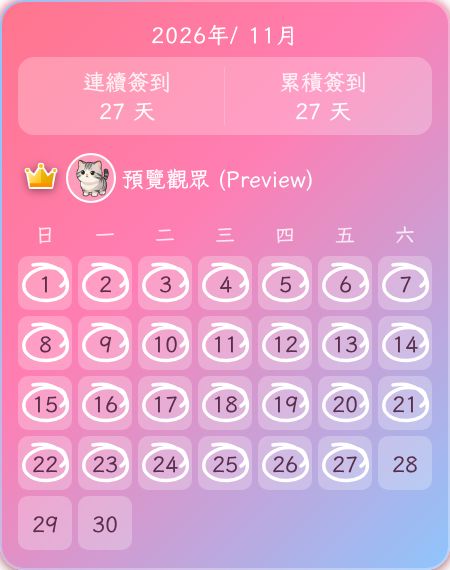 2026年/ 11月
連續簽到 累積簽到
27 天 27 天
預覽觀眾 (Preview)
日 一 二 三 四 五 六
1 2 3 4 5 6 7
8 9 10 11 12 13 14
15 16 17 18 19 20 21
22 23 24 25 26 27 28
29 30